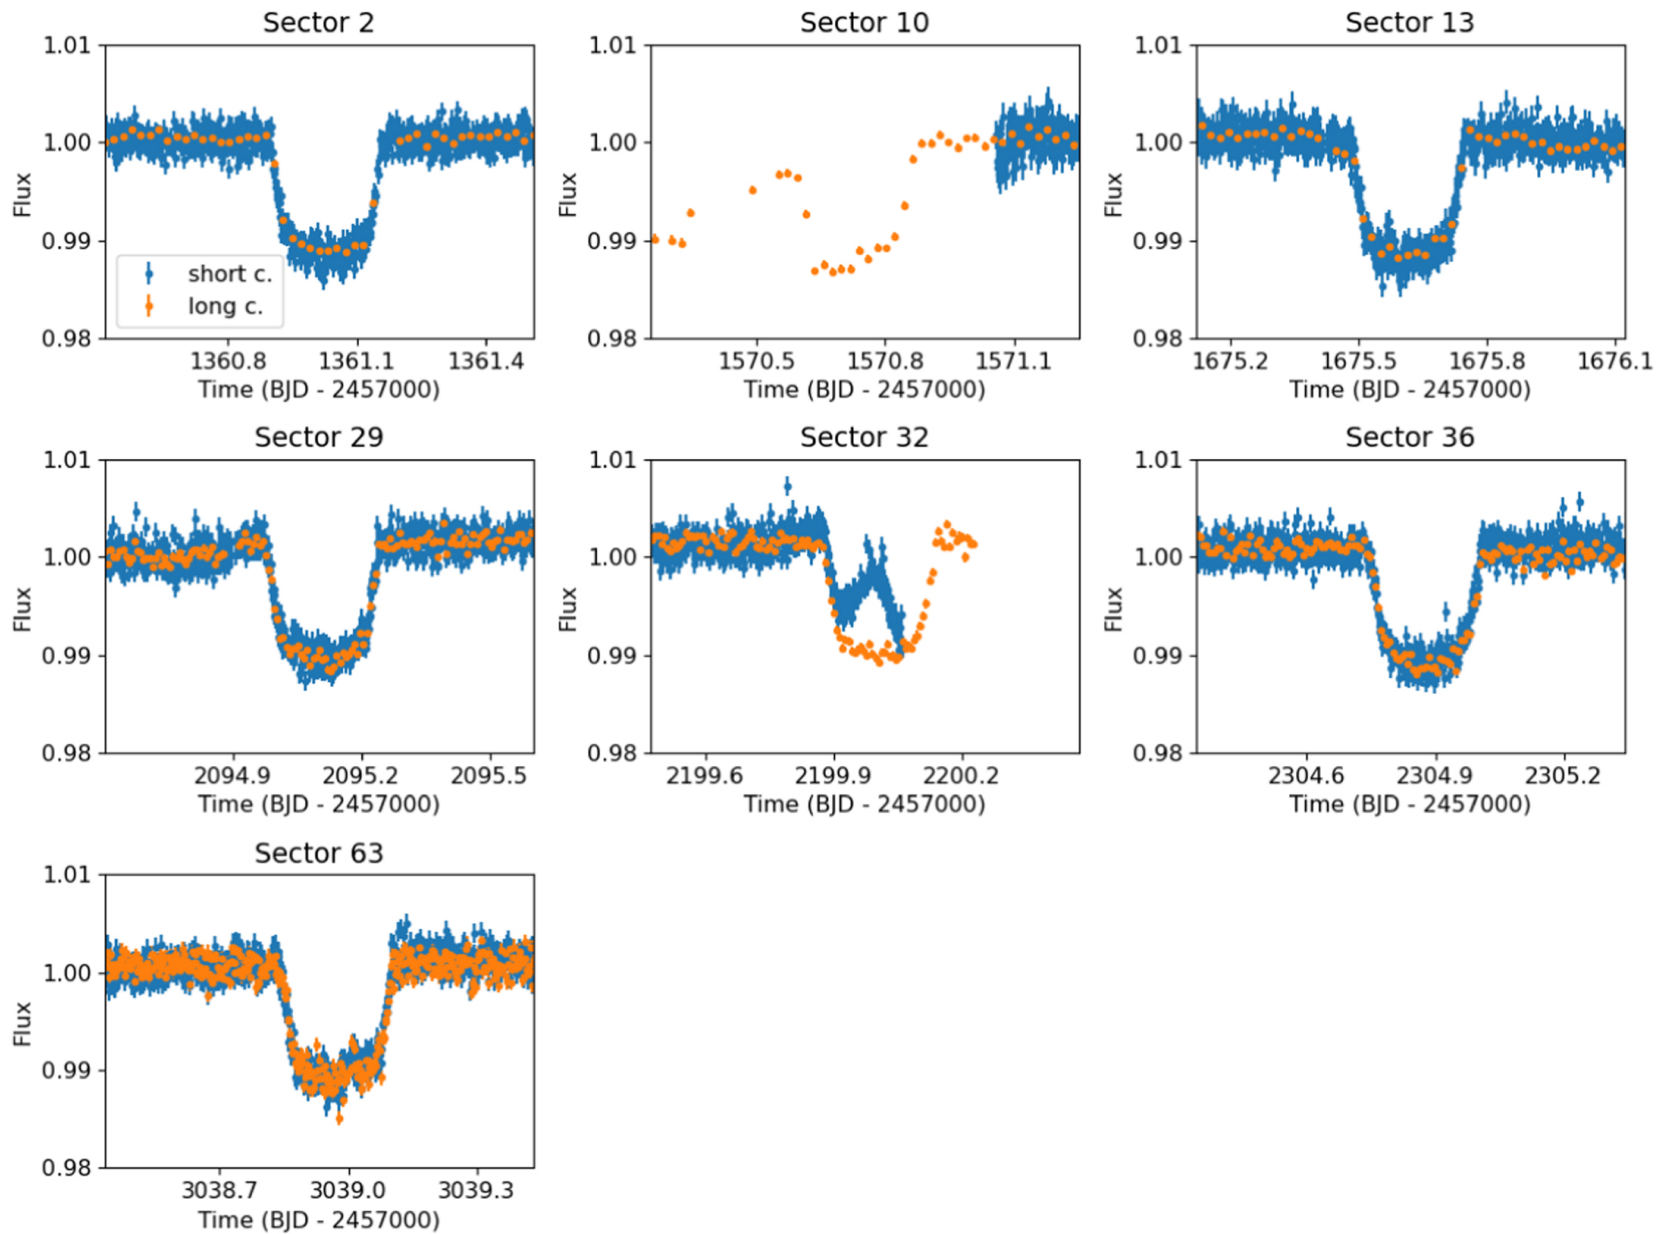 Sector 2
1.01
1.00
0.99
0.98
Flux
short c.
long c.
1360.8 1361.1 1361.4
Time (BJD - 2457000)
Sector 10
1.01
1.00
0.99
0.98
Flux
1570.5 1570.8 1571.1
Time (BJD - 2457000)
Sector 13
1.01
1.00
0.99
0.98
Flux
1675.2 1675.5 1675.8 1676.1
Time (BJD - 2457000)
Sector 29
1.01
1.00
0.99
0.98
Flux
2094.9 2095.2 2095.5
Time (BJD - 2457000)
Sector 32
1.01
1.00
0.99
0.98
Flux
2199.6 2199.9 2200.2
Time (BJD - 2457000)
Sector 36
1.01
1.00
0.99
0.98
Flux
2304.6 2304.9 2305.2
Time (BJD - 2457000)
Sector 63
1.01
1.00
0.99
0.98
Flux
3038.7 3039.0 3039.3
Time (BJD - 2457000)